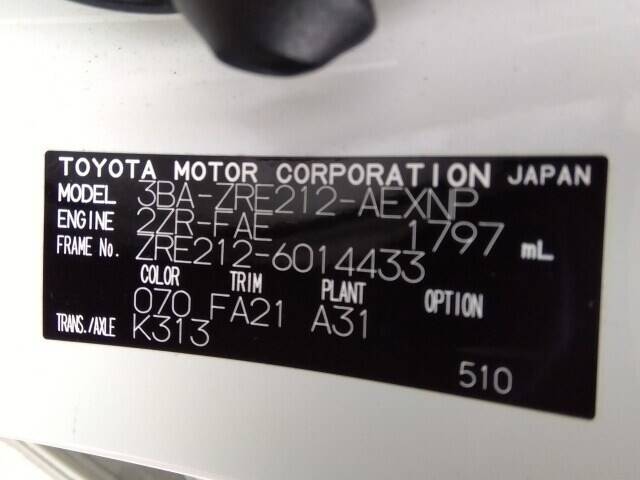 TOYOTA MOTOR CORPORATION JAPAN
MODEL 3BA-ZRE212-AEXNP
ENGINE 2ZR-FAE 1797 mL
FRAME No. ZRE212-6014433
COLOR TRIM PLANT OPTION
070 FA21 A31
TRANS./AXLE K313
510